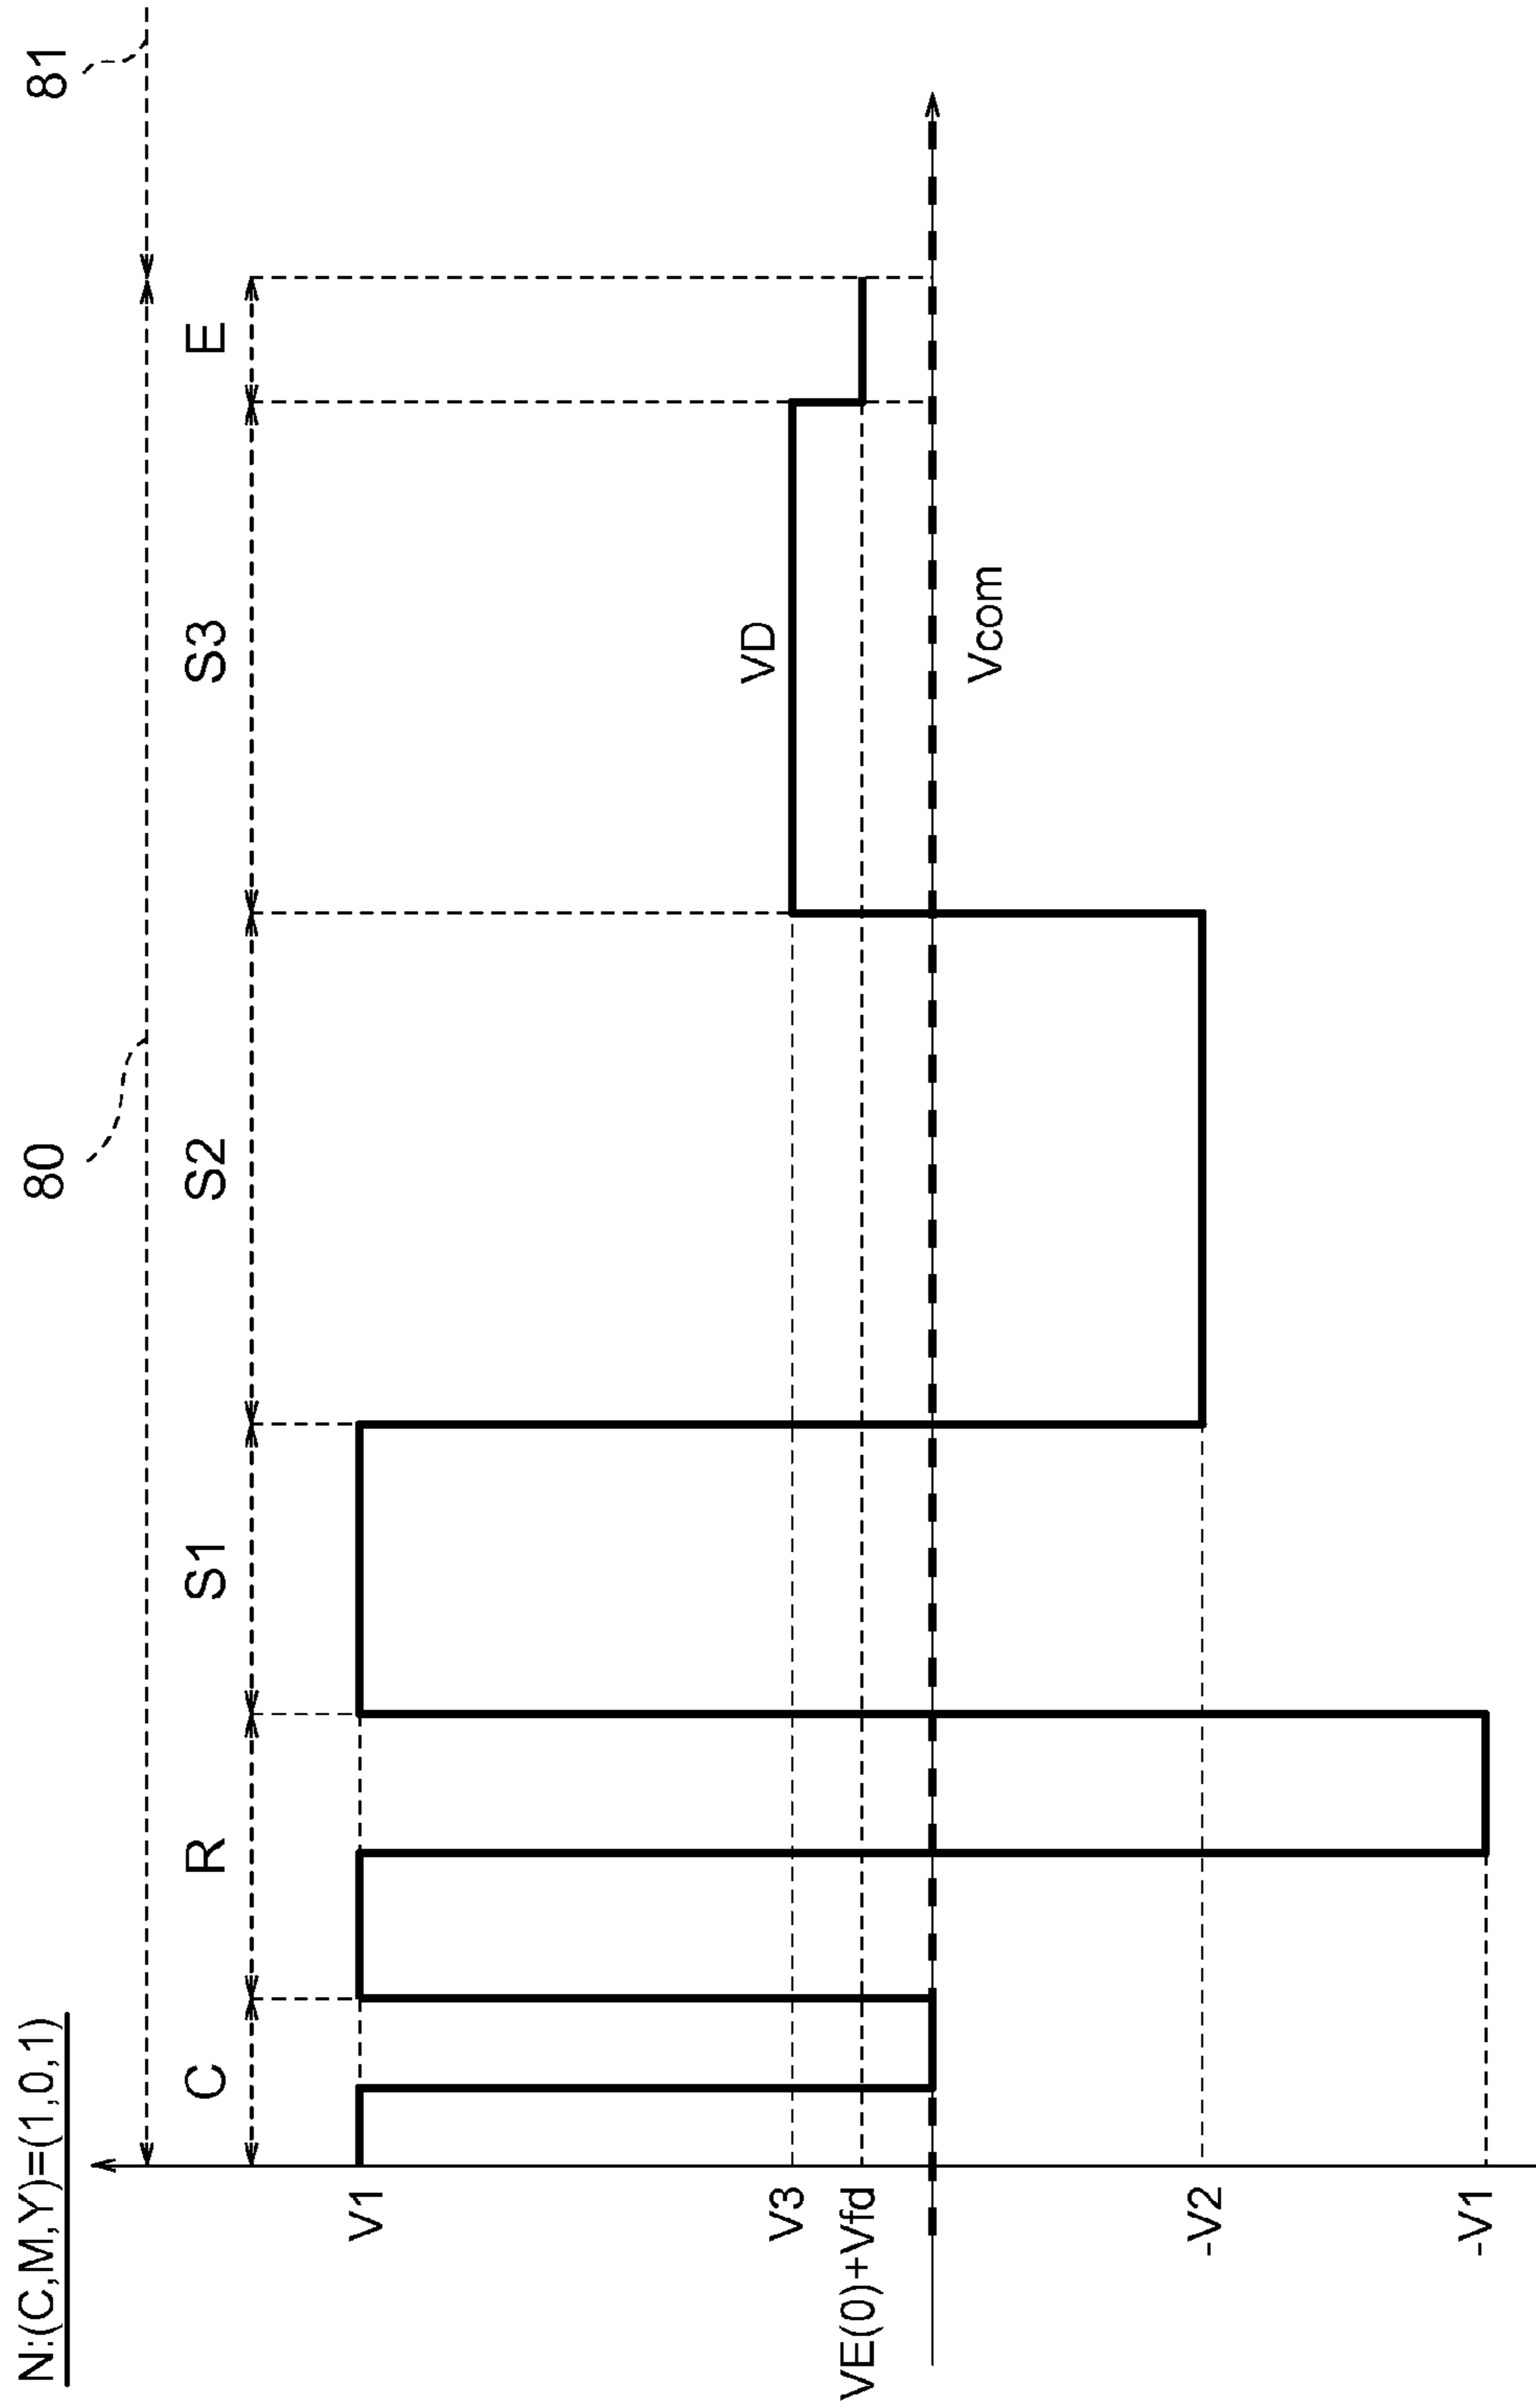 N:(C,M,Y)=(1,0,1)
80
81
C
R
S1
S2
S3
E
V1
V3
VE(0)+Vfd
-V2
-V1
VD
Vcom